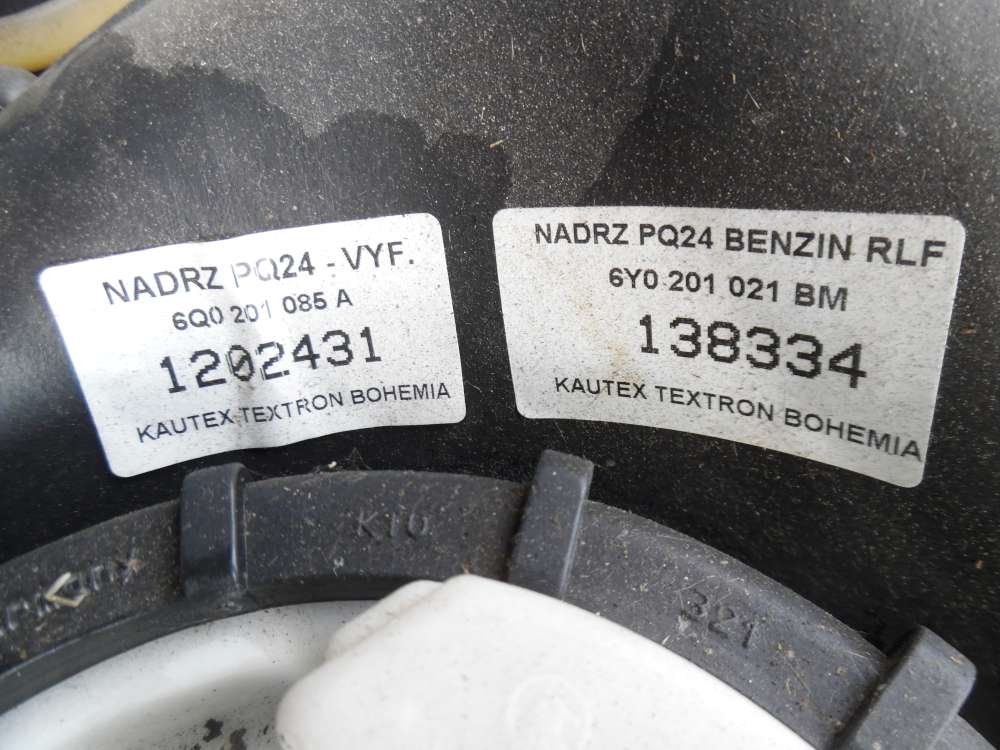 NADRZ PQ24 - VYF.
6Q0 201 085 A
1202431
KAUTEX TEXTRON BOHEMIA
NADRZ PQ24 BENZIN RLF
6Y0 201 021 BM
138334
KAUTEX TEXTRON BOHEMIA
321